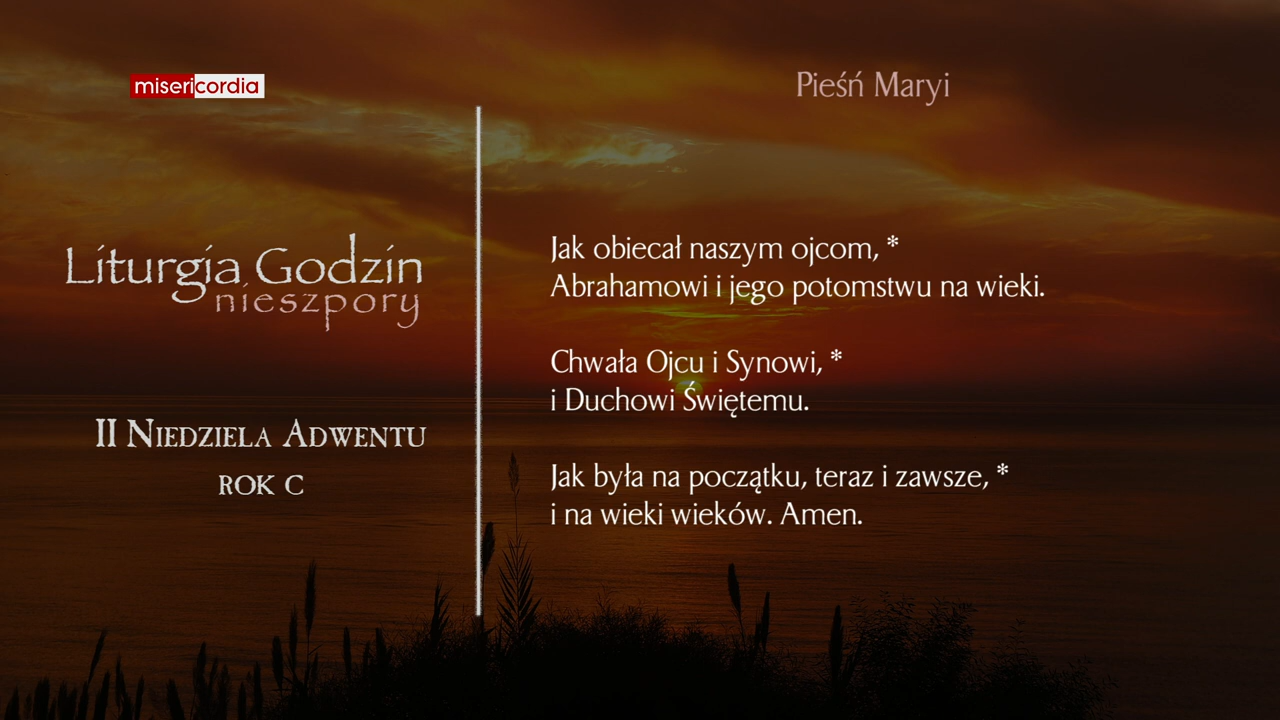 misericordia
Liturgia Godzin
nieszpory
II Niedziela Adwentu
rok C
Pieśń Maryi
Jak obiecał naszym ojcom, *
Abrahamowi i jego potomstwu na wieki.
Chwała Ojcu i Synowi, *
i Duchowi Świętemu.
Jak była na początku, teraz i zawsze, *
i na wieki wieków. Amen.